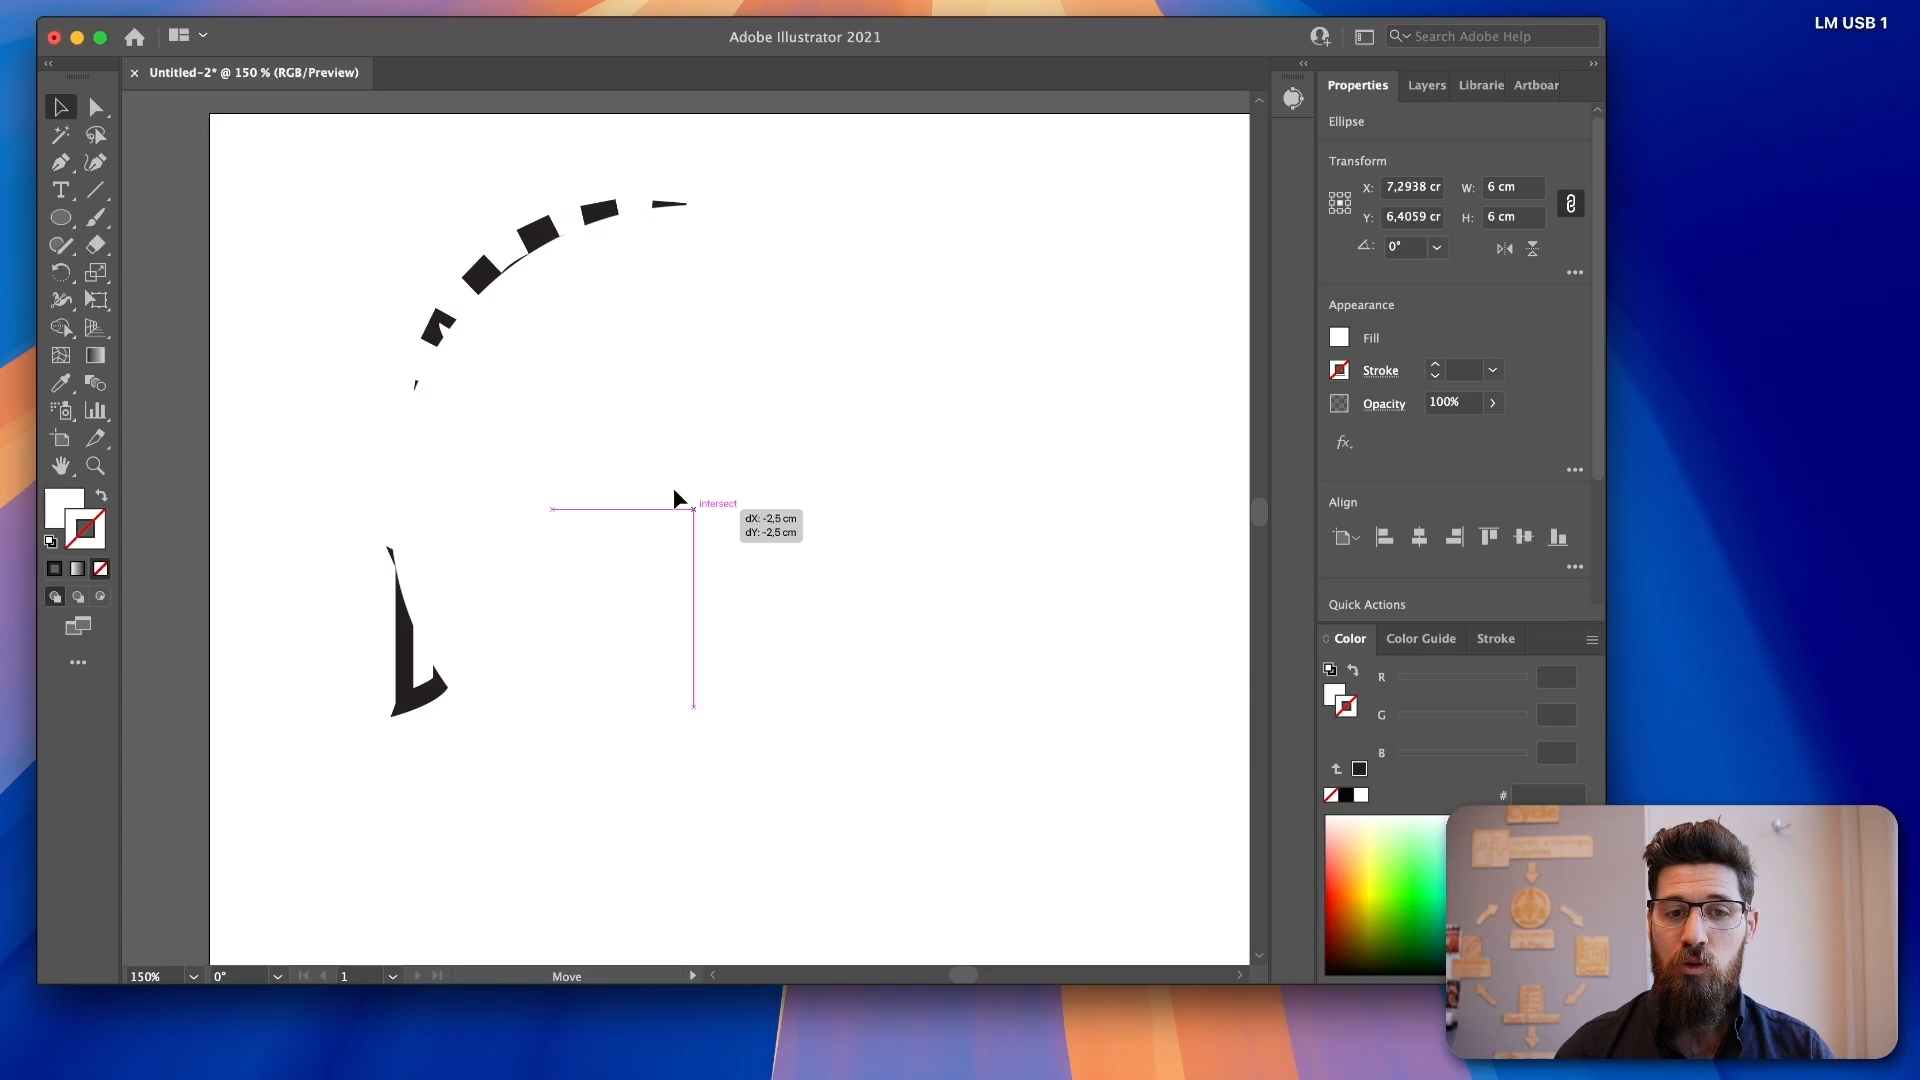 LM USB 1
Adobe Illustrator 2021
Search Adobe Help
Untitled-2* @ 150 % (RGB/Preview)
Properties
Layers
Librarie
Artboar
Ellipse
Transform
X:
7,2938 cr
W:
6 cm
Y:
6,4059 cr
H:
6 cm
0°
Appearance
Fill
Stroke
Opacity
100%
fx.
intersect
dX: -2,5 cm
dY: -2,5 cm
Align
Quick Actions
Color
Color Guide
Stroke
R
G
B
#
150%
0°
1
Move
Cycle